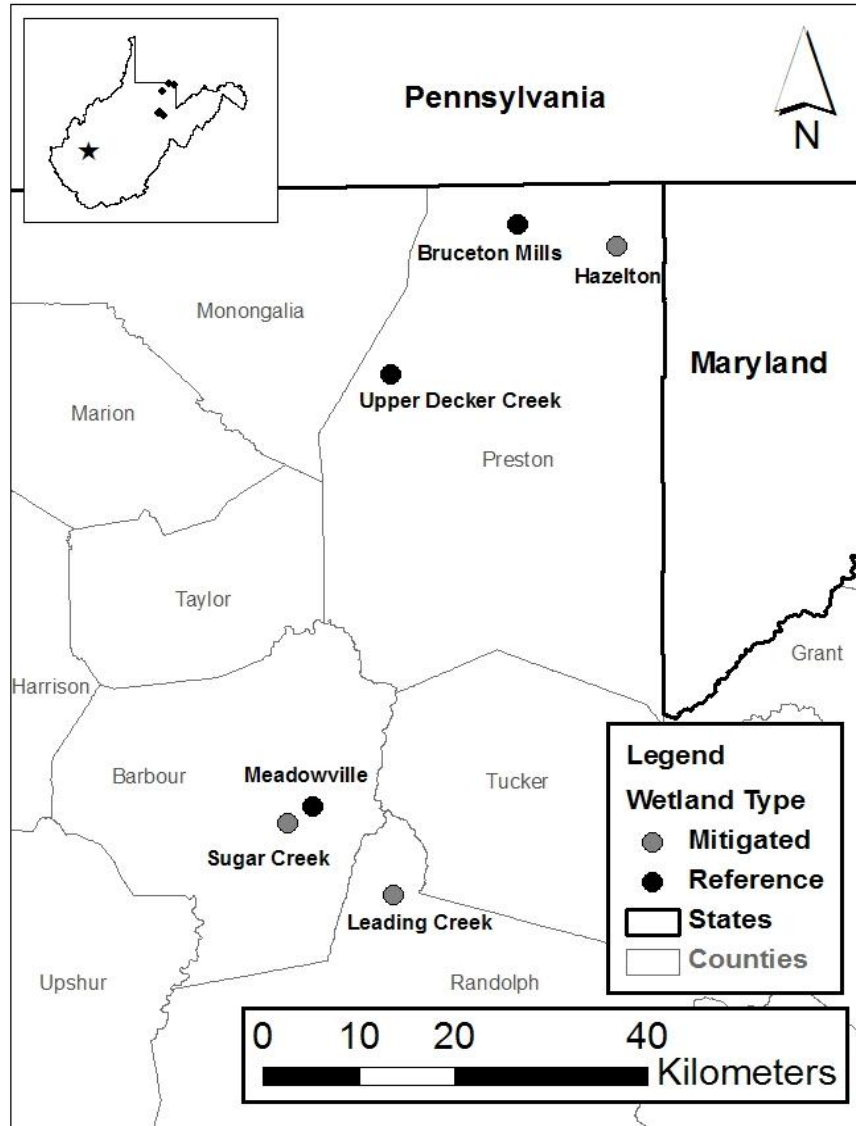 Pennsylvania
N
Bruceton Mills
Hazelton
Monongalia
Maryland
Upper Decker Creek
Marion
Preston
Taylor
Grant
Harrison
Legend
Meadowville
Barbour
Tucker
Wetland Type
Mitigated
Sugar Creek
Reference
Leading Creek
States
Counties
Upshur
Randolph
0 10 20 40
Kilometers